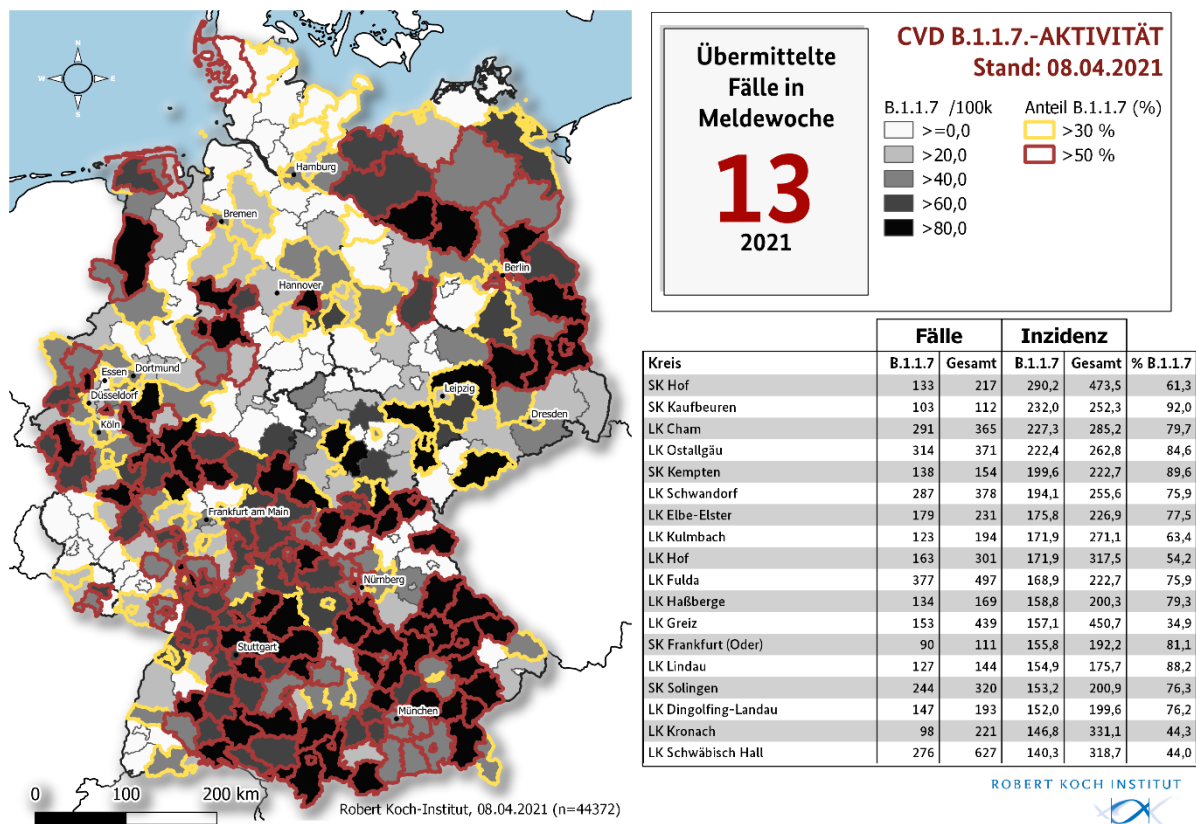 N
W
E
S
Hamburg
Bremen
Berlin
Hannover
Essen
Dortmund
Düsseldorf
Leipzig
Köln
Dresden
Frankfurt am Main
Nürnberg
Stuttgart
München
0 100 200 km
Robert Koch-Institut, 08.04.2021 (n=44372)
Übermittelte
Fälle in
Meldewoche
13
2021
CVD B.1.1.7.-AKTIVITÄT
Stand: 08.04.2021
B.1.1.7 /100k
>=0,0
>20,0
>40,0
>60,0
>80,0
Anteil B.1.1.7 (%)
>30 %
>50 %
Fälle Inzidenz
Kreis B.1.1.7 Gesamt B.1.1.7 Gesamt % B.1.1.7
SK Hof 133 217 290,2 473,5 61,3
SK Kaufbeuren 103 112 232,0 252,3 92,0
LK Cham 291 365 227,3 285,2 79,7
LK Ostallgäu 314 371 222,4 262,8 84,6
SK Kempten 138 154 199,6 222,7 89,6
LK Schwandorf 287 378 194,1 255,6 75,9
LK Elbe-Elster 179 231 175,8 226,9 77,5
LK Kulmbach 123 194 171,9 271,1 63,4
LK Hof 163 301 171,9 317,5 54,2
LK Fulda 377 497 168,9 222,7 75,9
LK Haßberge 134 169 158,8 200,3 79,3
LK Greiz 153 439 157,1 450,7 34,9
SK Frankfurt (Oder) 90 111 155,8 192,2 81,1
LK Lindau 127 144 154,9 175,7 88,2
SK Solingen 244 320 153,2 200,9 76,3
LK Dingolfing-Landau 147 193 152,0 199,6 76,2
LK Kronach 98 221 146,8 331,1 44,3
LK Schwäbisch Hall 276 627 140,3 318,7 44,0
ROBERT KOCH INSTITUT